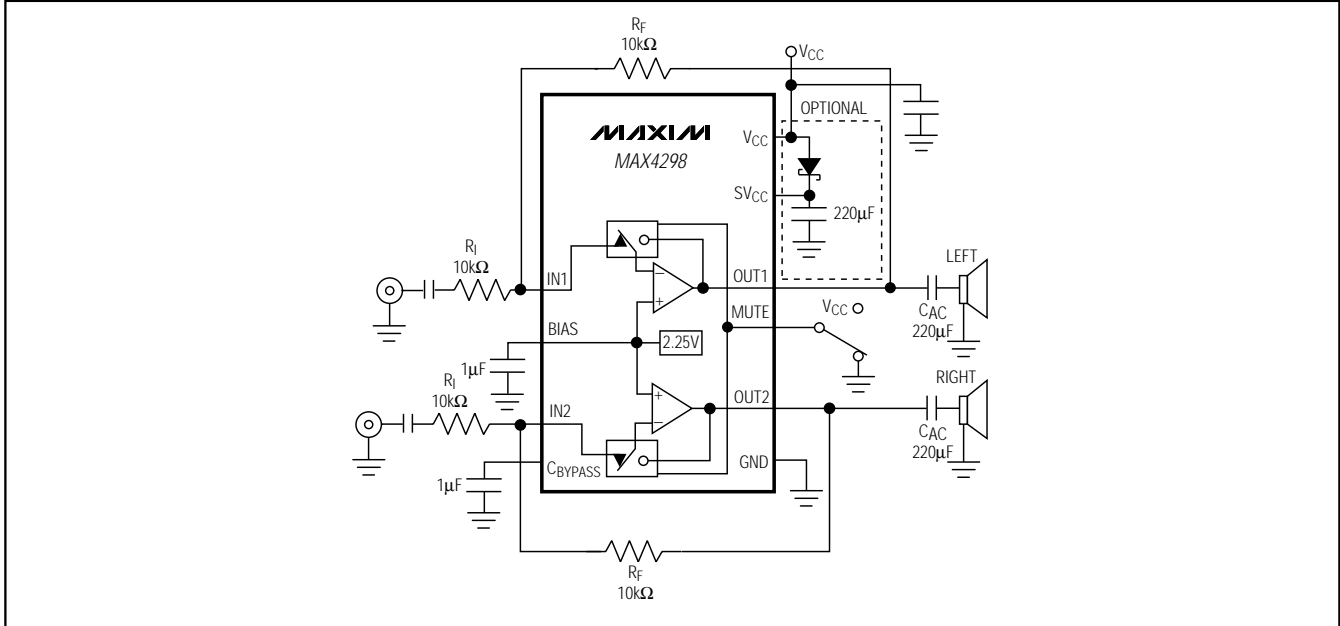 RF
10kΩ
VCC
OPTIONAL
MAXIM
MAX4298
VCC
SVCC
220μF
RI
10kΩ
IN1
OUT1
LEFT
CAC
220μF
MUTE
VCC
BIAS
2.25V
1μF
RI
10kΩ
IN2
OUT2
RIGHT
CAC
220μF
CBYPASS
GND
1μF
RF
10kΩ